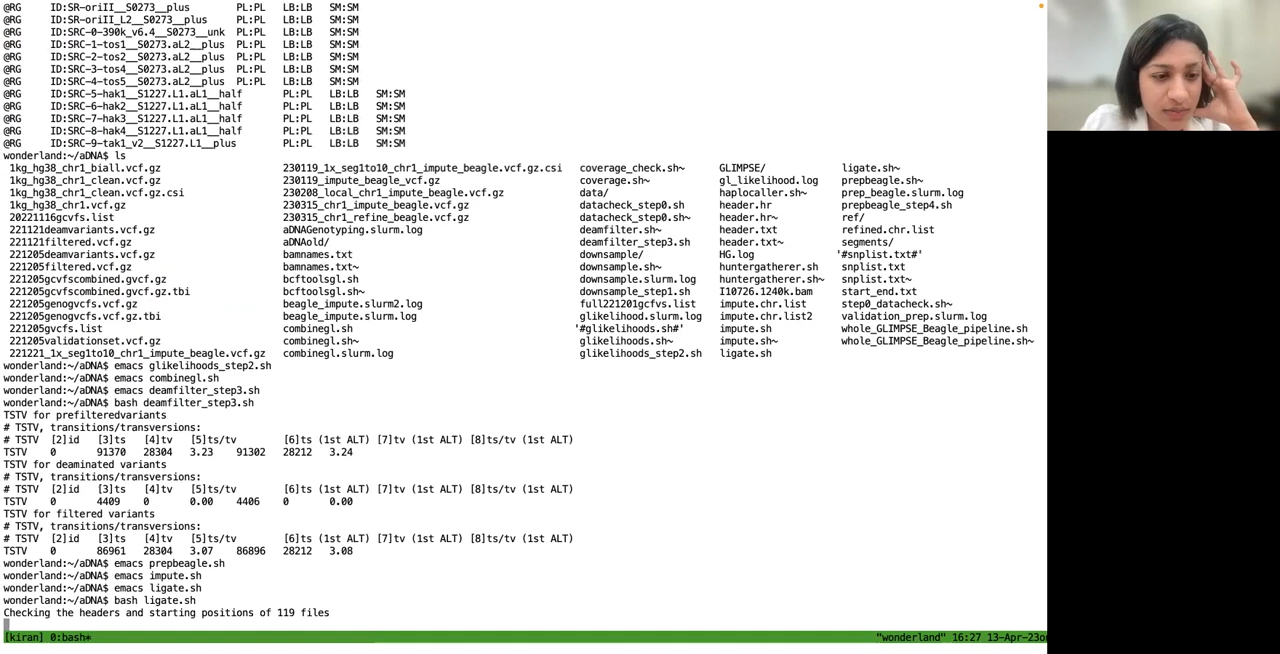 @RG ID:SR-oriII__S0273__plus PL:PL LB:LB SM:SM
@RG ID:SR-oriII_L2__S0273__plus PL:PL LB:LB SM:SM
@RG ID:SRC-0-390k_v6.4__S0273__unk PL:PL LB:LB SM:SM
@RG ID:SRC-1-tos1__S0273.aL2__plus PL:PL LB:LB SM:SM
@RG ID:SRC-2-tos2__S0273.aL2__plus PL:PL LB:LB SM:SM
@RG ID:SRC-3-tos4__S0273.aL2__plus PL:PL LB:LB SM:SM
@RG ID:SRC-4-tos5__S0273.aL2__plus PL:PL LB:LB SM:SM
@RG ID:SRC-5-hak1__S1227.L1.aL1__half PL:PL LB:LB SM:SM
@RG ID:SRC-6-hak2__S1227.L1.aL1__half PL:PL LB:LB SM:SM
@RG ID:SRC-7-hak3__S1227.L1.aL1__half PL:PL LB:LB SM:SM
@RG ID:SRC-8-hak4__S1227.L1.aL1__half PL:PL LB:LB SM:SM
@RG ID:SRC-9-tak1_v2__S1227.L1__plus PL:PL LB:LB SM:SM
wonderland:~/aDNA$ ls
1kg_hg38_chr1_biall.vcf.gz 230119_1x_seg1to10_chr1_impute_beagle.vcf.gz.csi coverage_check.sh~ GLIMPSE/ ligate.sh~
1kg_hg38_chr1_clean.vcf.gz 230119_impute_beagle_vcf.gz coverage.sh~ gl_likelihood.log prepbeagle.sh~
1kg_hg38_chr1_clean.vcf.gz.csi 230208_local_chr1_impute_beagle.vcf.gz data/ haplocaller.sh~ prep_beagle.slurm.log
1kg_hg38_chr1.vcf.gz 230315_chr1_impute_beagle.vcf.gz datacheck_step0.sh header.hr prepbeagle_step4.sh
20221116gcvfs.list 230315_chr1_refine_beagle.vcf.gz datacheck_step0.sh~ header.hr~ ref/
221121deamvariants.vcf.gz aDNAGenotyping.slurm.log deamfilter.sh~ header.txt refined.chr.list
221121filtered.vcf.gz aDNAold/ deamfilter_step3.sh header.txt~ segments/
221205deamvariants.vcf.gz bamnames.txt downsample/ HG.log '#snplist.txt#'
221205filtered.vcf.gz bamnames.txt~ downsample.sh~ huntergatherer.sh snplist.txt
221205gcvfscombined.gvcf.gz bcftoolsgl.sh downsample.slurm.log huntergatherer.sh~ snplist.txt~
221205gcvfscombined.gvcf.gz.tbi bcftoolsgl.sh~ downsample_step1.sh I10726.1240k.bam start_end.txt
221205genogvcfs.vcf.gz beagle_impute.slurm2.log full221201gcfvs.list impute.chr.list step0_datacheck.sh~
221205genogvcfs.vcf.gz.tbi beagle_impute.slurm.log glikelihood.slurm.log impute.chr.list2 validation_prep.slurm.log
221205gvcfs.list combinegl.sh '#glikelihoods.sh#' impute.sh whole_GLIMPSE_Beagle_pipeline.sh
221205validationset.vcf.gz combinegl.sh~ glikelihoods.sh~ impute.sh~ whole_GLIMPSE_Beagle_pipeline.sh~
221221_1x_seg1to10_chr1_impute_beagle.vcf.gz combinegl.slurm.log glikelihoods_step2.sh ligate.sh
wonderland:~/aDNA$ emacs glikelihoods_step2.sh
wonderland:~/aDNA$ emacs combinegl.sh
wonderland:~/aDNA$ emacs deamfilter_step3.sh
wonderland:~/aDNA$ bash deamfilter_step3.sh
TSTV for prefilteredvariants
# TSTV, transitions/transversions:
# TSTV [2]id [3]ts [4]tv [5]ts/tv [6]ts (1st ALT) [7]tv (1st ALT) [8]ts/tv (1st ALT)
TSTV 0 91370 28304 3.23 91302 28212 3.24
TSTV for deaminated variants
# TSTV, transitions/transversions:
# TSTV [2]id [3]ts [4]tv [5]ts/tv [6]ts (1st ALT) [7]tv (1st ALT) [8]ts/tv (1st ALT)
TSTV 0 4409 0 0.00 4406 0 0.00
TSTV for filtered variants
# TSTV, transitions/transversions:
# TSTV [2]id [3]ts [4]tv [5]ts/tv [6]ts (1st ALT) [7]tv (1st ALT) [8]ts/tv (1st ALT)
TSTV 0 86961 28304 3.07 86896 28212 3.08
wonderland:~/aDNA$ emacs prepbeagle.sh
wonderland:~/aDNA$ emacs impute.sh
wonderland:~/aDNA$ emacs ligate.sh
wonderland:~/aDNA$ bash ligate.sh
Checking the headers and starting positions of 119 files
[kiran] 0:bash* "wonderland" 16:27 13-Apr-23